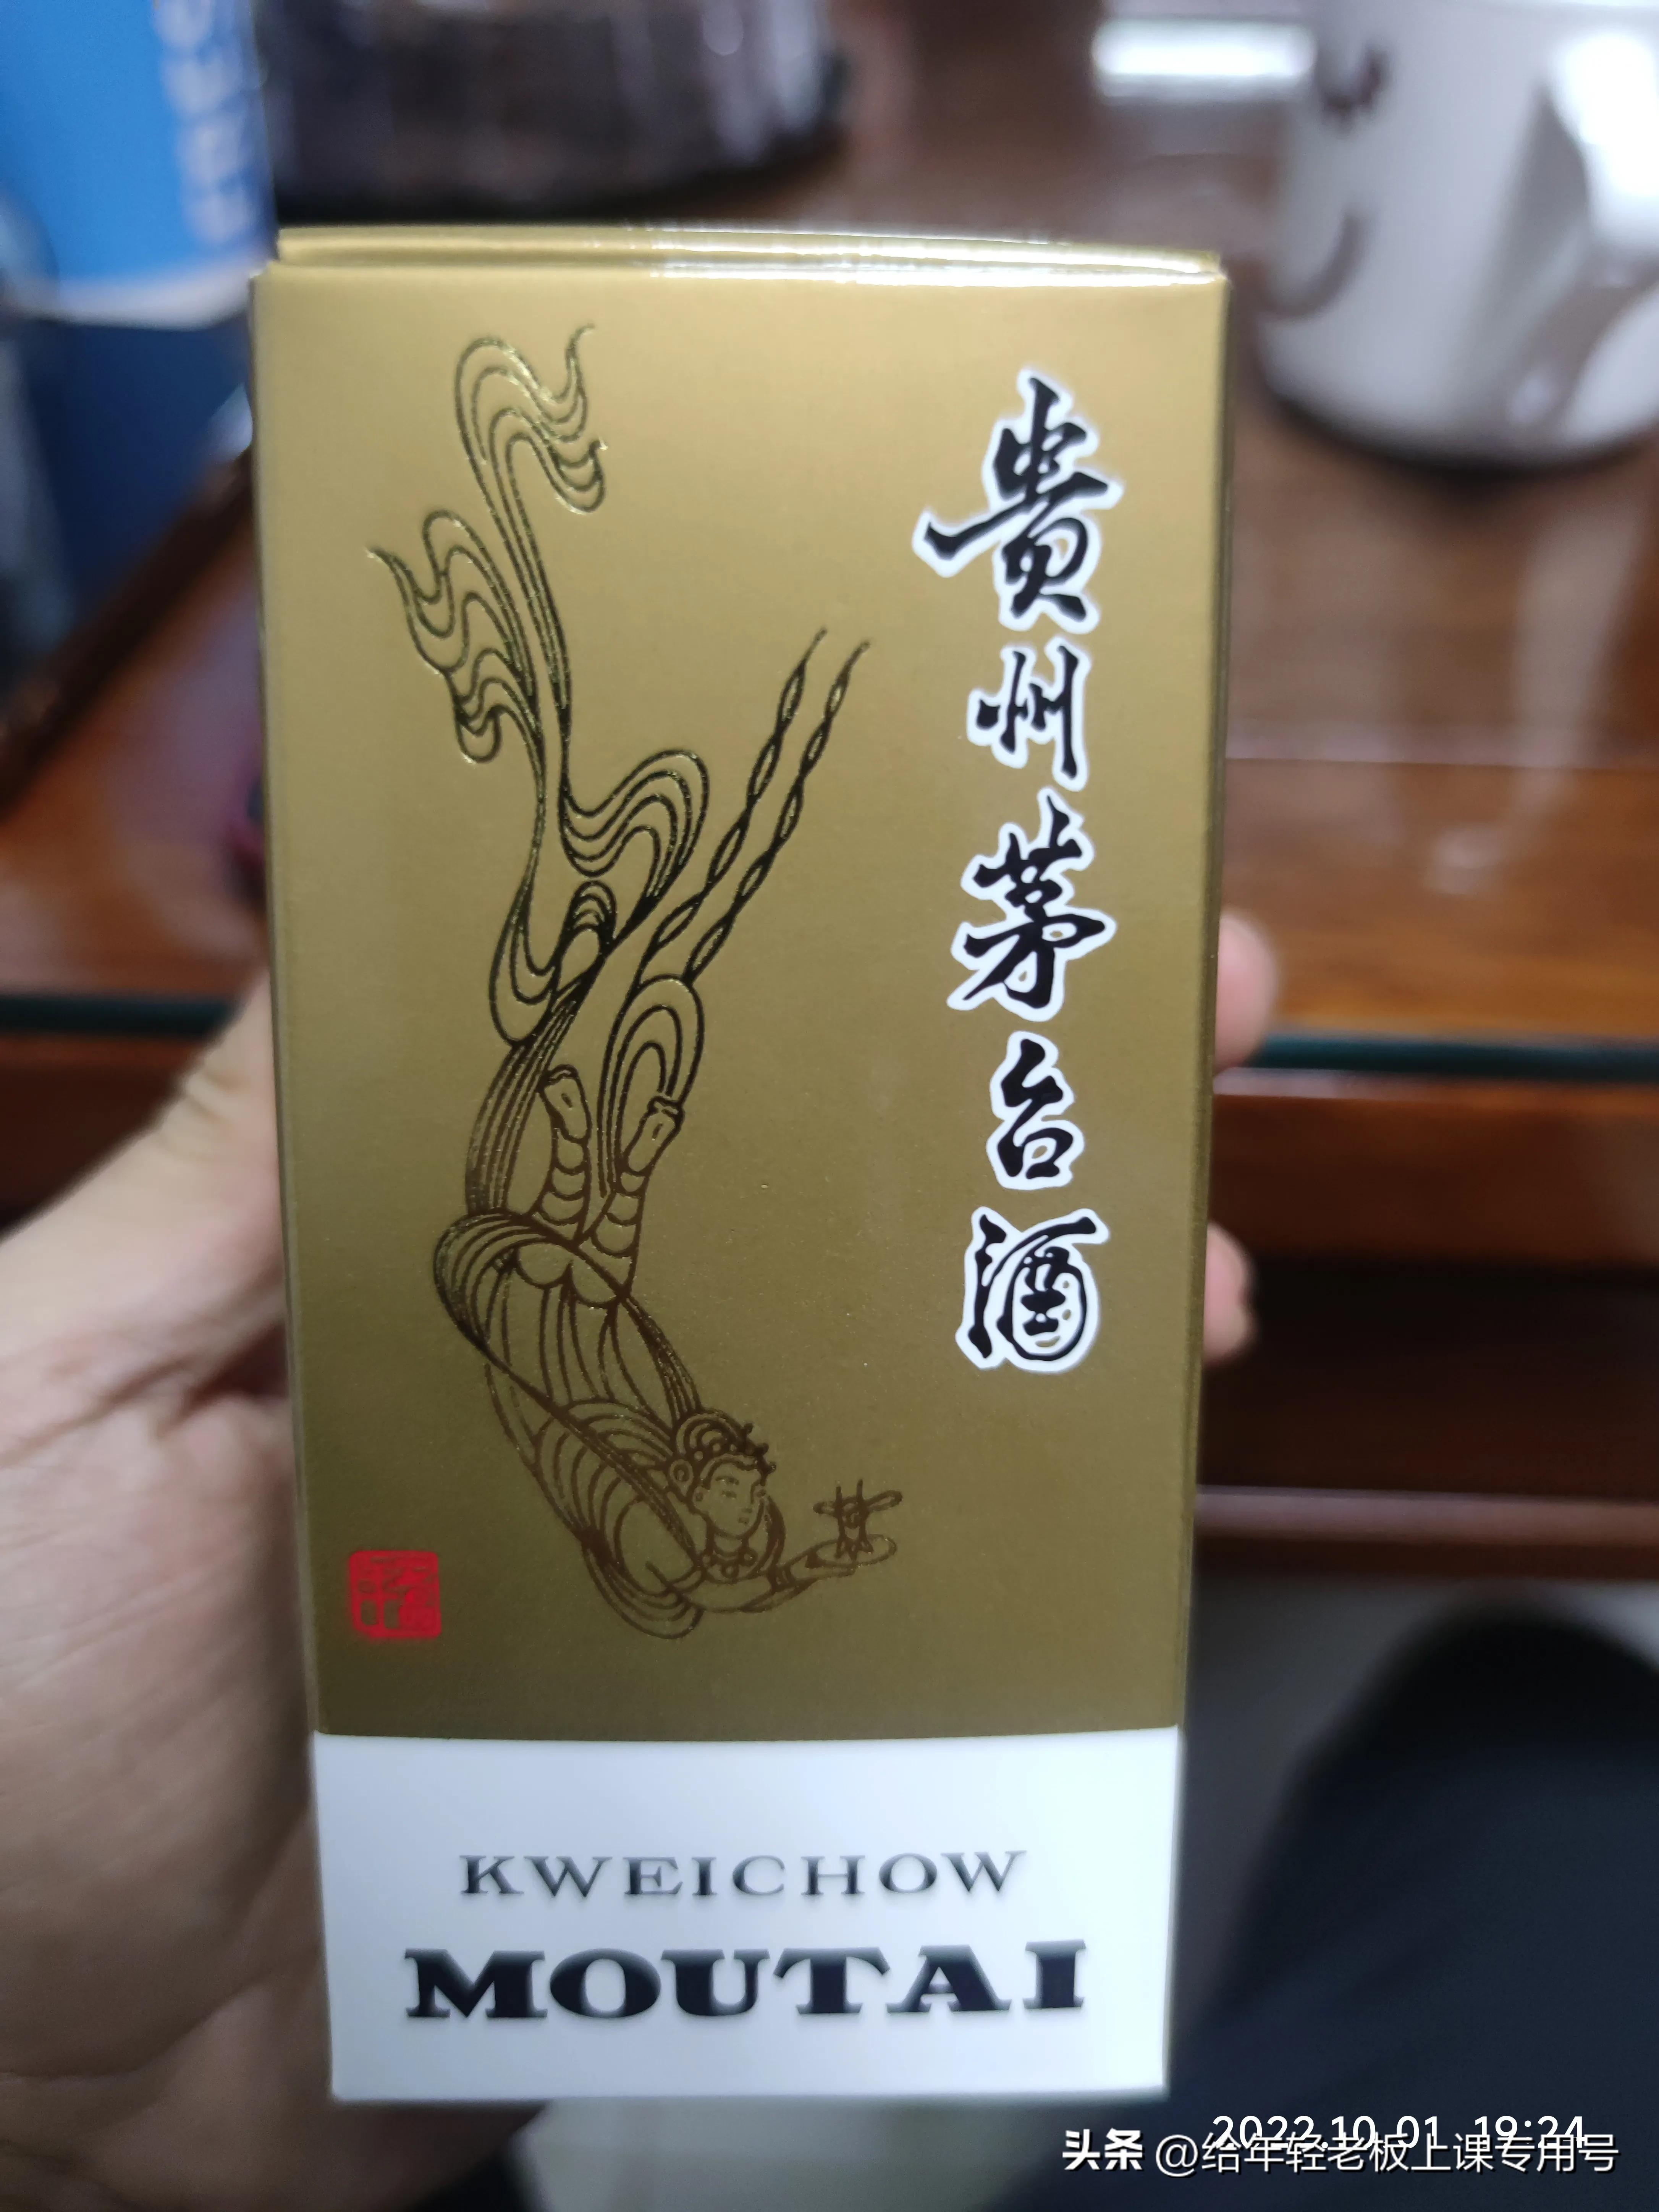 贵州茅台酒
KWEICHOW
MOUTAI
2022.10.01 19:24
头条 @给年轻老板上课专用号